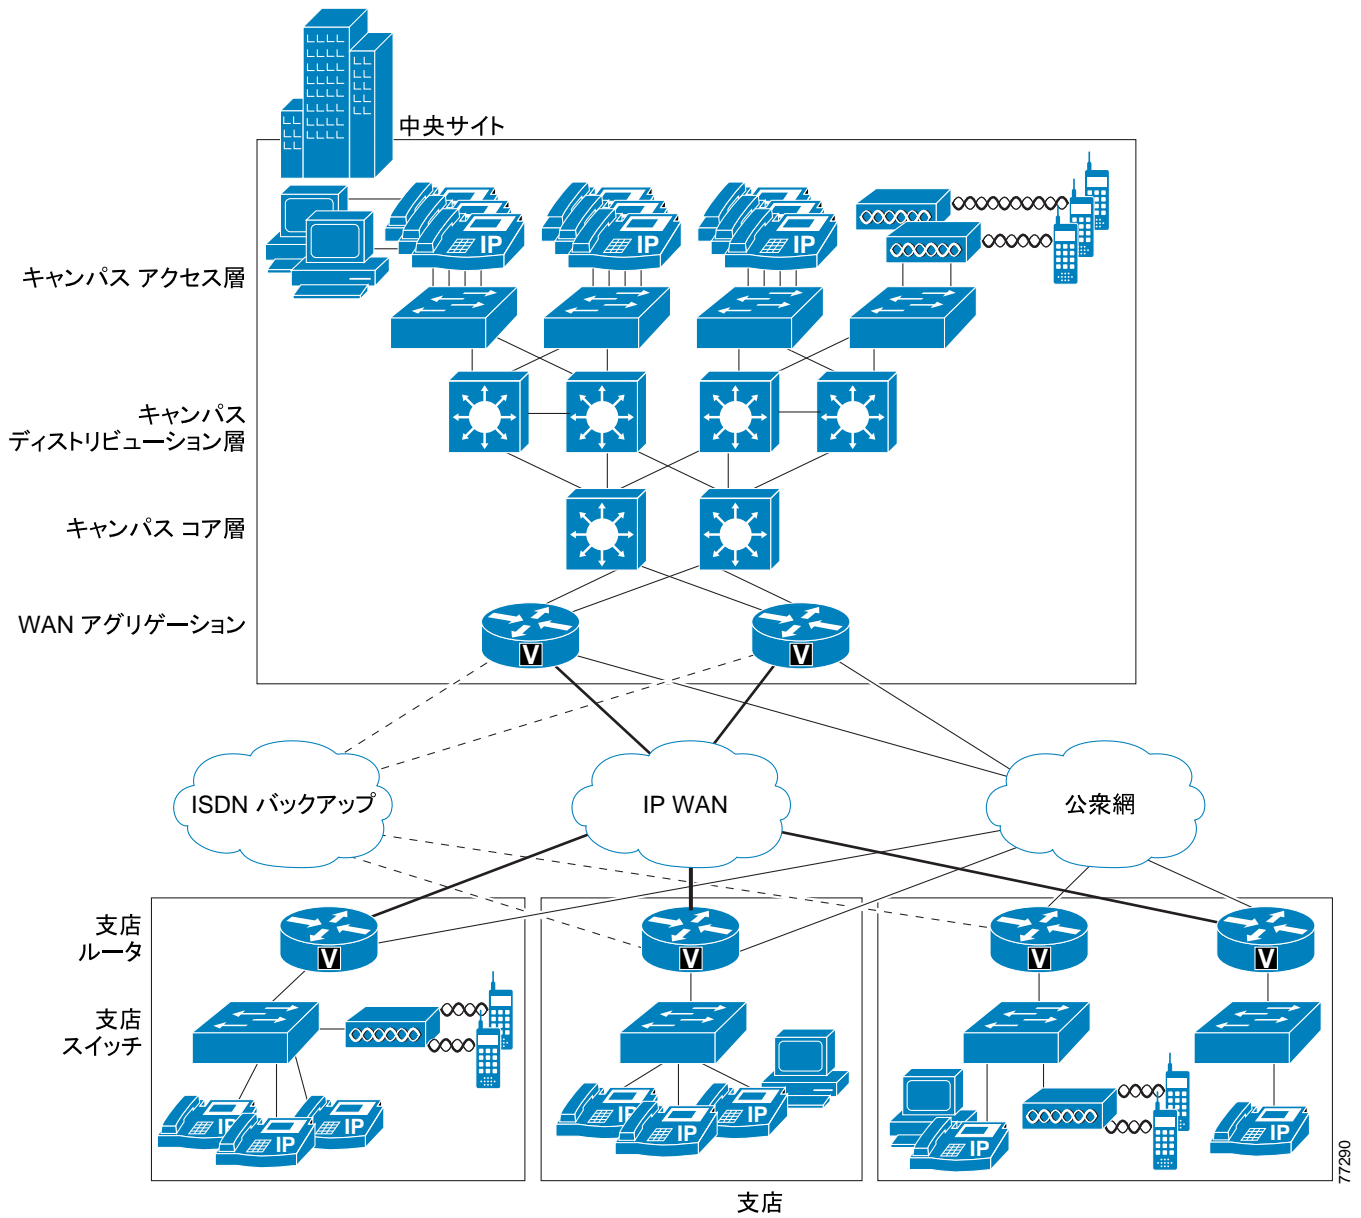 中央サイト
IP
IP
IP
キャンパス アクセス層
キャンパス
ディストリビューション層
キャンパス コア層
WAN アグリゲーション
V
V
ISDN バックアップ
IP WAN
公衆網
支店
ルータ
V
V
V
V
支店
スイッチ
IP
IP
IP
IP
IP
IP
IP
IP
支店
77290